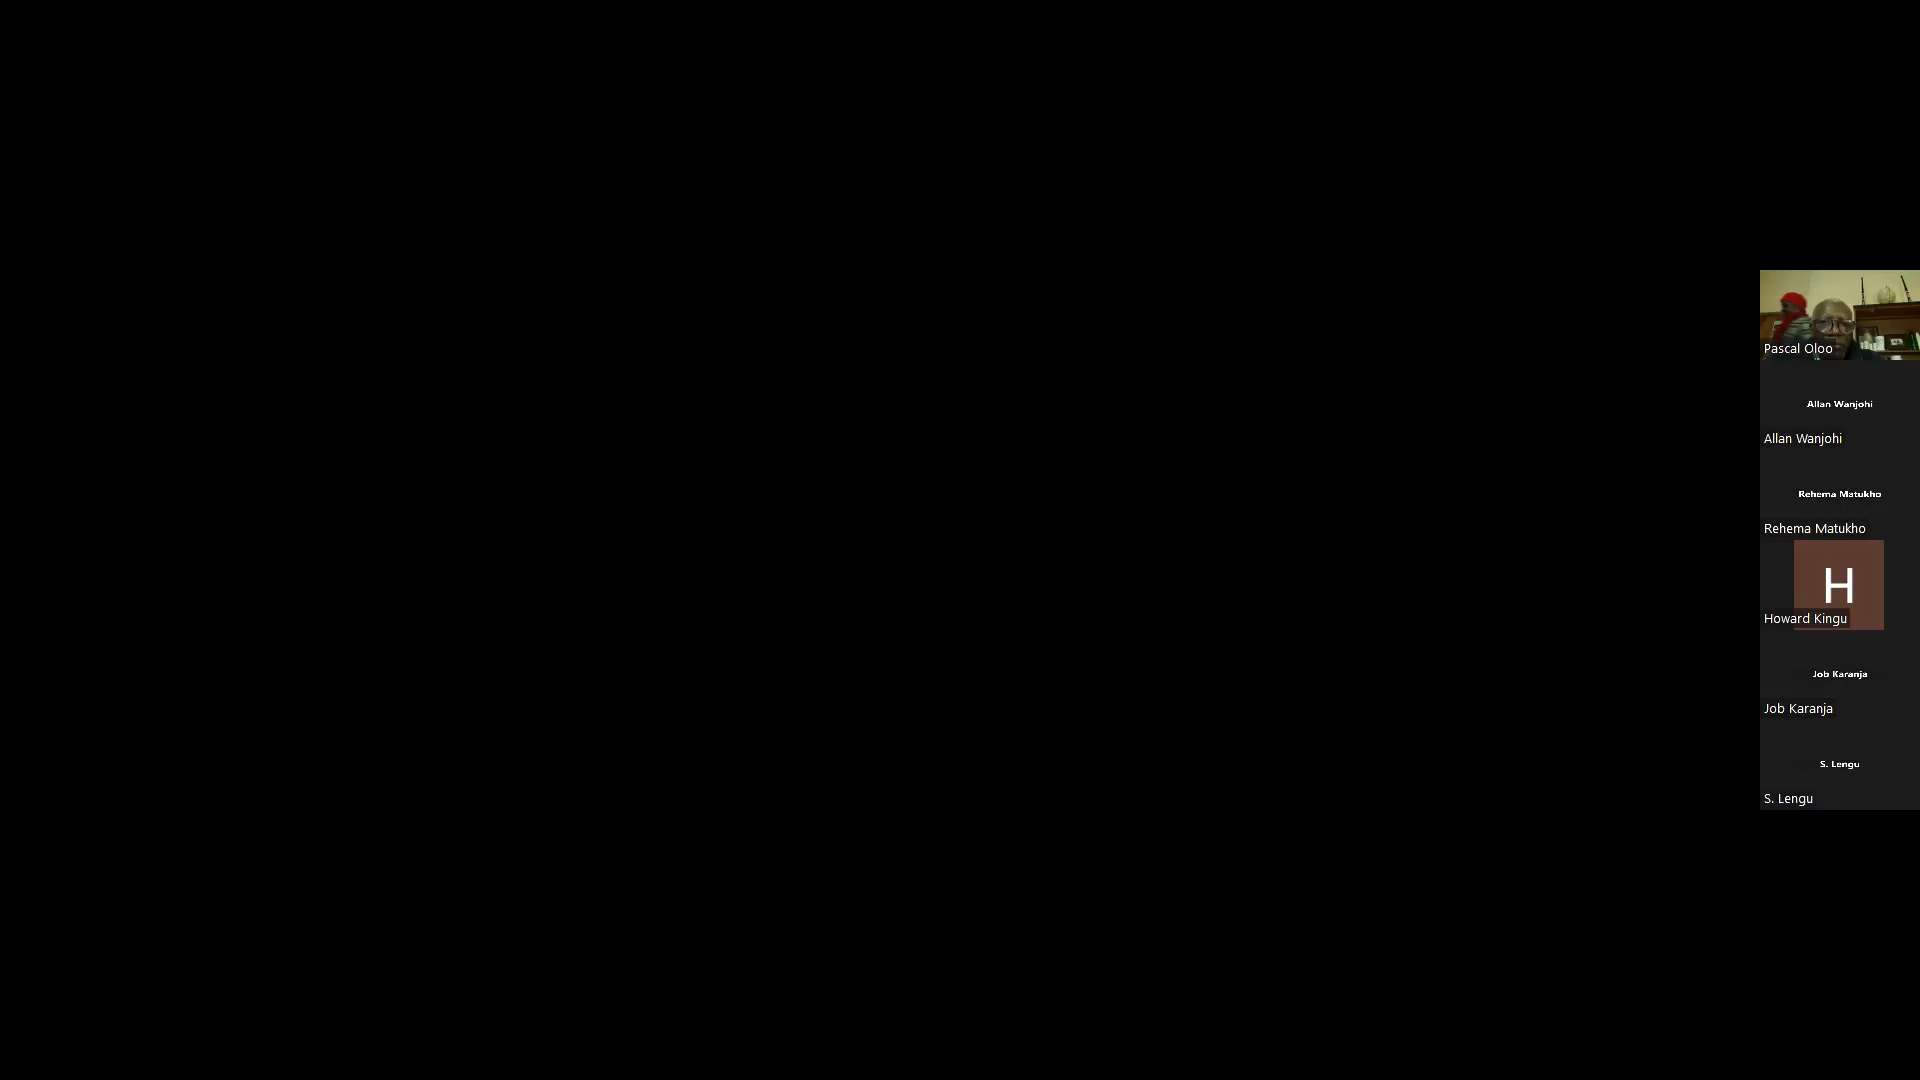 Pascal Oloo
Allan Wanjohi
Allan Wanjohi
Rehema Matukho
Rehema Matukho
H
Howard Kingu
Job Karanja
Job Karanja
S. Lengu
S. Lengu